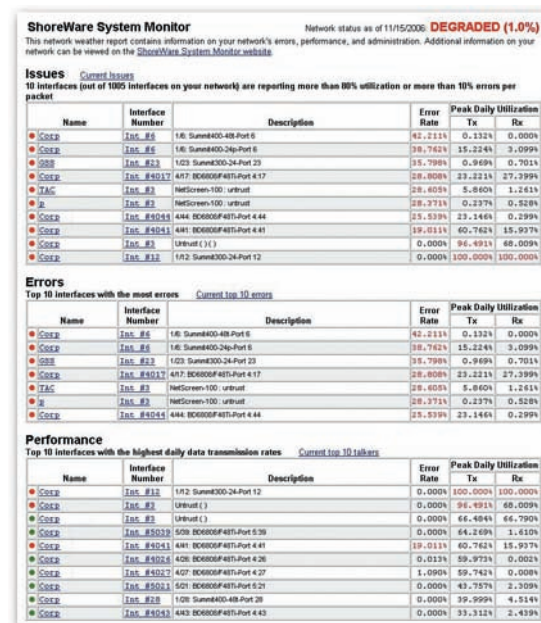 ShoreWare System Monitor
Network status as of 11/15/2006: DEGRADED (1.0%)
This network weather report contains information on your network's errors, performance, and administration. Additional information on your
network can be viewed on the ShoreWare System Monitor website.
Issues Current Issues
10 interfaces (out of 1005 interfaces on your network) are reporting more than 80% utilization or more than 10% errors per
packet
Name Interface Number Description Error Rate Peak Daily Utilization Tx Rx
Corp Int #6 1/6: Summit400-48t-Port 6 42.211% 0.132% 0.000%
Corp Int #6 1/6: Summit400-24p-Port 6 38.762% 15.224% 3.099%
GSS Int #23 1/23: Summit300-24-Port 23 35.798% 0.969% 0.701%
Corp Int #4017 4/17: BD6808/F48Ti-Port 4:17 28.808% 23.221% 27.399%
TAC Int #3 NetScreen-100 : untrust 28.605% 5.860% 1.261%
p Int #3 NetScreen-100 : untrust 28.371% 0.237% 0.528%
Corp Int #4044 4/44: BD6808/F48Ti-Port 4:44 25.539% 23.146% 0.299%
Corp Int #4041 4/41: BD6808/F48Ti-Port 4:41 19.011% 60.762% 15.937%
Corp Int #3 Untrust ( ) ( ) 0.000% 96.491% 68.009%
Corp Int #12 1/12: Summit300-24-Port 12 0.000% 100.000% 100.000%
Errors
Top 10 interfaces with the most errors Current top 10 errors
Name Interface Number Description Error Rate Peak Daily Utilization Tx Rx
Corp Int #6 1/6: Summit400-48t-Port 6 42.211% 0.132% 0.000%
Corp Int #6 1/6: Summit400-24p-Port 6 38.762% 15.224% 3.099%
GSS Int #23 1/23: Summit300-24-Port 23 35.798% 0.969% 0.701%
Corp Int #4017 4/17: BD6808/F48Ti-Port 4:17 28.808% 23.221% 27.399%
TAC Int #3 NetScreen-100 : untrust 28.605% 5.860% 1.261%
p Int #3 NetScreen-100 : untrust 28.371% 0.237% 0.528%
Corp Int #4044 4/44: BD6808/F48Ti-Port 4:44 25.539% 23.146% 0.299%
Performance
Top 10 interfaces with the highest daily data transmission rates Current top 10 talkers
Name Interface Number Description Error Rate Peak Daily Utilization Tx Rx
Corp Int #12 1/12: Summit300-24-Port 12 0.000% 100.000% 100.000%
Corp Int #3 Untrust ( ) 0.000% 96.491% 68.009%
Corp Int #3 Untrust ( ) 0.000% 66.484% 66.790%
Corp Int #5039 5/39: BD6808/F48Ti-Port 5:39 0.000% 64.269% 1.610%
Corp Int #4041 4/41: BD6808/F48Ti-Port 4:41 19.011% 60.762% 15.937%
Corp Int #4026 4/26: BD6808/F48Ti-Port 4:26 0.013% 59.973% 0.002%
Corp Int #4027 4/27: BD6808/F48Ti-Port 4:27 1.090% 59.742% 0.008%
Corp Int #5021 5/21: BD6808/F48Ti-Port 5:21 0.000% 43.757% 2.309%
Corp Int #28 1/28: Summit400-48t-Port 28 0.000% 39.999% 4.514%
Corp Int #4043 4/43: BD6808/F48Ti-Port 4:43 0.000% 33.312% 2.439%